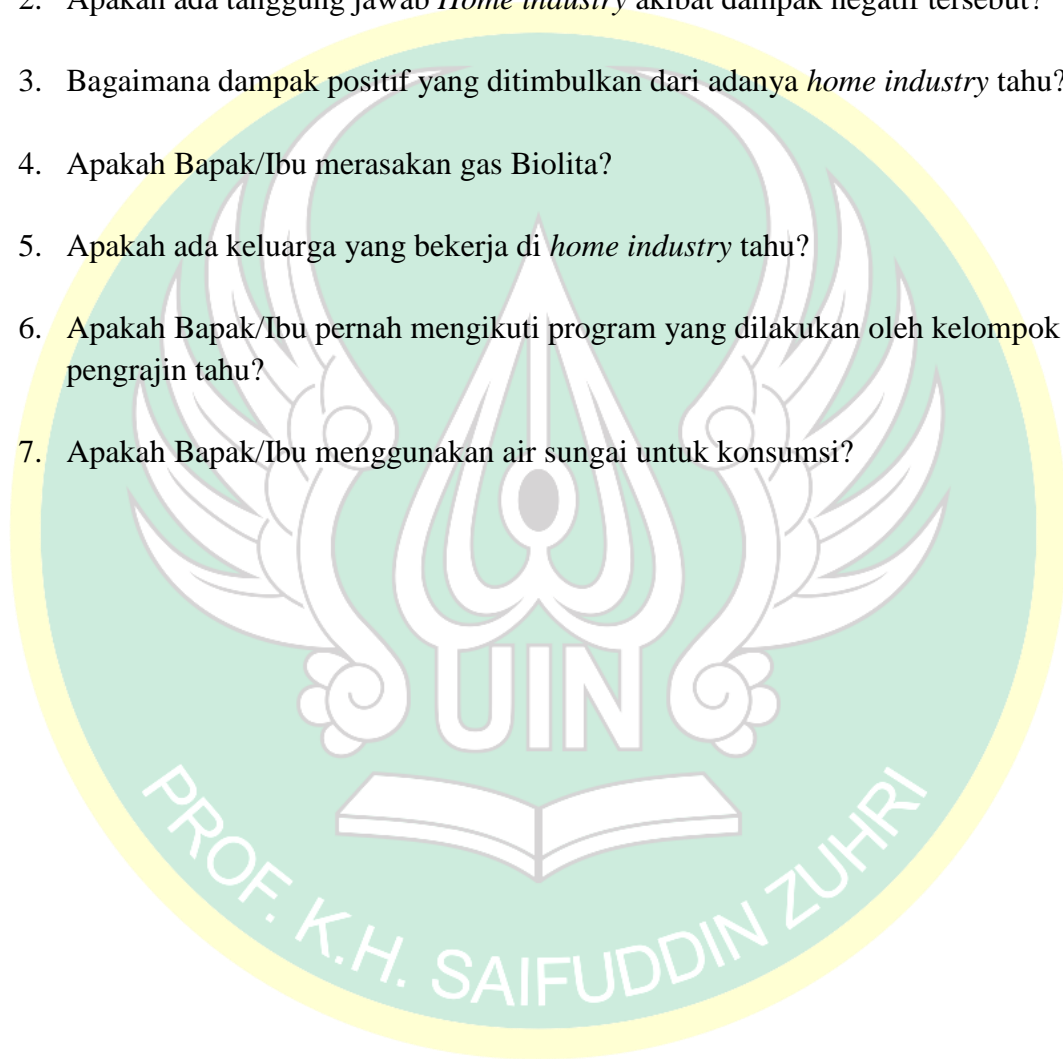 2. Apakah ada tanggung jawab Home industry akibat dampak negatif tersebut?
3. Bagaimana dampak positif yang ditimbulkan dari adanya home industry tahu?
4. Apakah Bapak/Ibu merasakan gas Biolita?
5. Apakah ada keluarga yang bekerja di home industry tahu?
6. Apakah Bapak/Ibu pernah mengikuti program yang dilakukan oleh kelompok
pengrajin tahu?
7. Apakah Bapak/Ibu menggunakan air sungai untuk konsumsi?
UIN
PROF. K.H. SAIFUDDIN ZUHRI